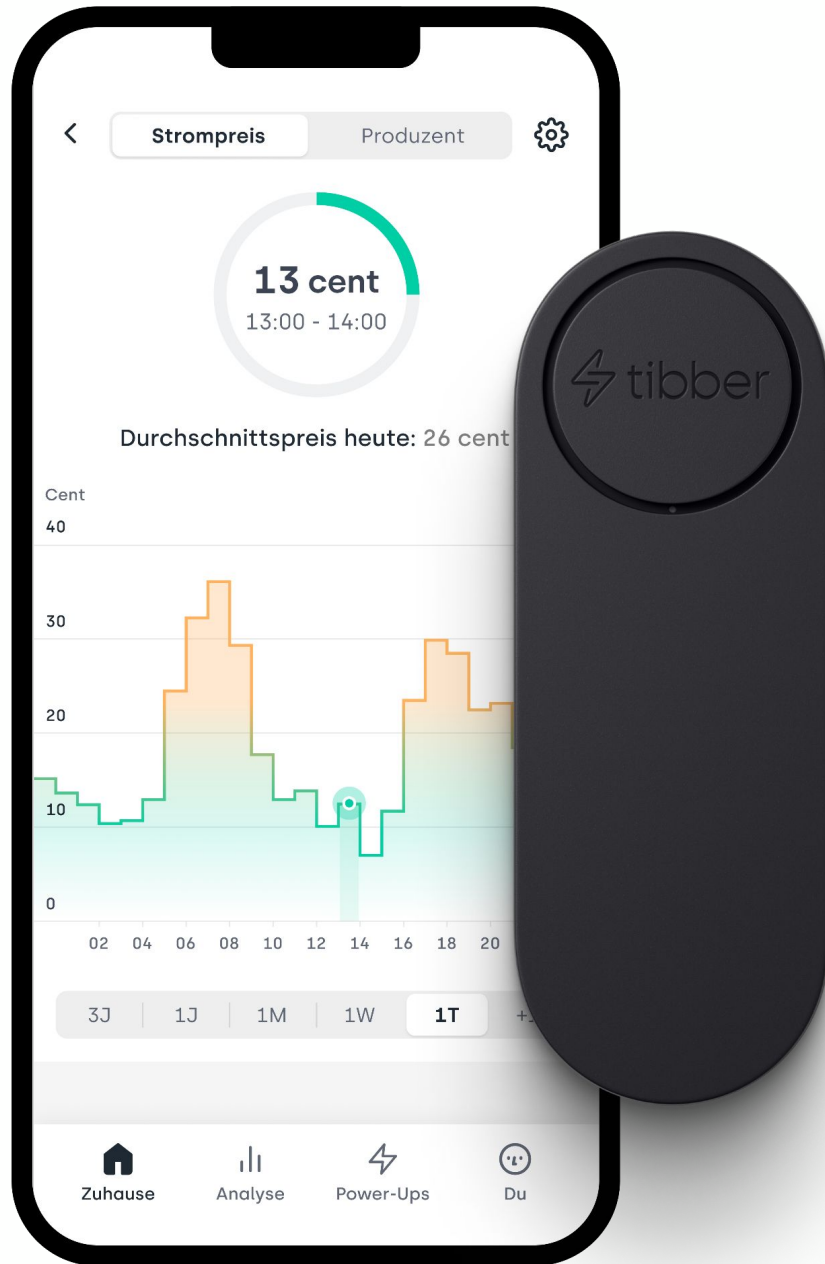 Strompreis
Produzent
13 cent
13:00 - 14:00
tibber
Durchschnittspreis heute: 26 cent
Cent
40
30
20
10
0
02 04 06 08 10 12 14 16 18 20
3J 1J 1M 1W 1T
Zuhause Analyse Power-Ups Du